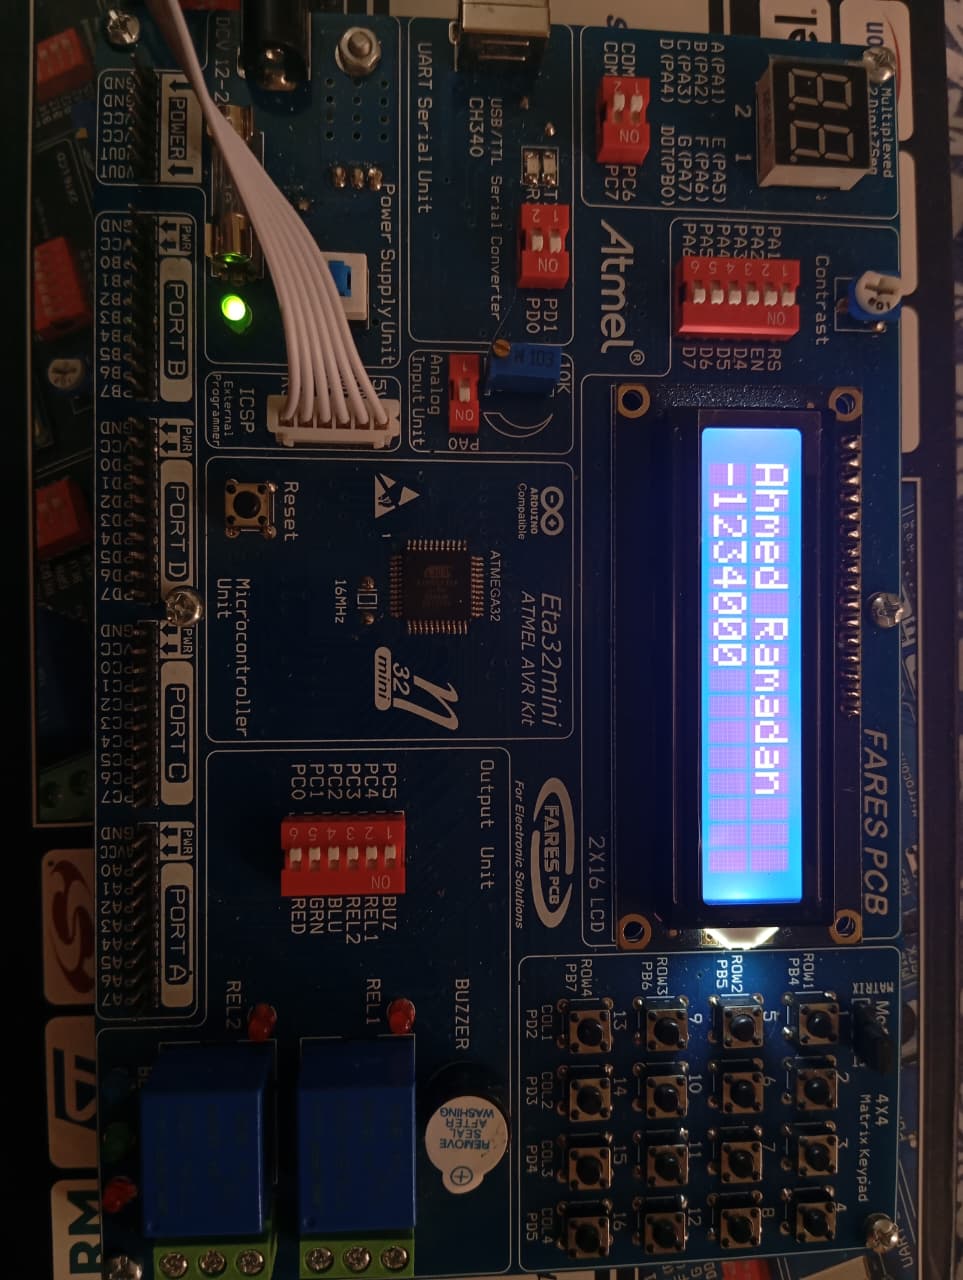 Multiplexed
2 Digit 7Seg
2 1
A(PA1) E(PA5)
B(PA2) F(PA6)
C(PA3) G(PA7)
D(PA4) DOT(PB0)
COM PC6
COM PC7
ON
1
2
Contrast
PA1 RS
PA2 EN
PA3 D4
PA4 D5
PA5 D6
PA6 D7
ON
1 2 3 4 5 6
Atmel®
FARES PCB
Ahmed Ramadan
-1234000
2X16 LCD
MATRIX
4X4
Matrix Keypad
1 2 3 4
ROW1
PB4
5 6 7 8
ROW2
PB5
9 10 11 12
ROW3
PB6
13 14 15 16
ROW4
PB7
COL1 COL2 COL3 COL4
PD2 PD3 PD4 PD5
PD1
PD0
ON
1 2
USB/TTL Serial Converter
CH340
UART Serial Unit
10K
103
ON
PA0
Analog
Input Unit
ARDUINO
Compatible
Eta32mini
ATMEL AVR Kit
ATMEGA32
1
32
mini
16MHz
Reset
Microcontroller
Unit
FARES PCB
For Electronic Solutions
Output Unit
BUZZER
REMOVE
SEAL
AFTER
WASHING
PC5 BUZ
PC4 REL1
PC3 REL2
PC2 BLU
PC1 GRN
PC0 RED
ON
1 2 3 4 5 6
REL1
REL2
Power Supply Unit
5V
ICSP
External
Programmer
DCV 12-2
POWER
GND GND VCC VCC VOUT VOUT
PWR PORT B
GND VCC PB0 PB1 PB2 PB3 PB4 PB5 PB6 PB7
PWR PORT D
GND VCC PD0 PD1 PD2 PD3 PD4 PD5 PD6 PD7
PWR PORT C
GND VCC PC0 PC1 PC2 PC3 PC4 PC5 PC6 PC7
PWR PORT A
GND AVCC PA0 PA1 PA2 PA3 PA4 PA5 PA6 PA7